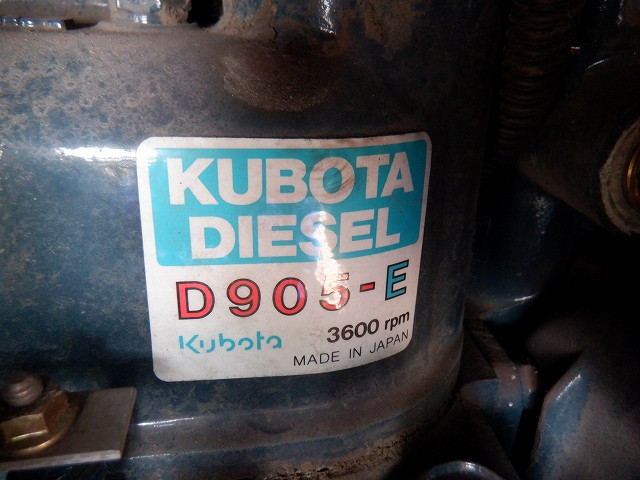 KUBOTA
DIESEL
D905-E
Kubota 3600 rpm
MADE IN JAPAN